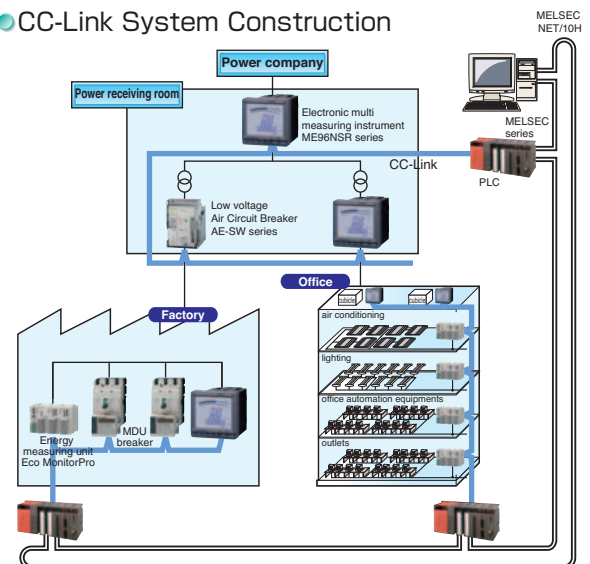 CC-Link System Construction
MELSEC
NET/10H
Power company
Power receiving room
Electronic multi
measuring instrument
ME96NSR series
MELSEC
series
CC-Link
PLC
Low voltage
Air Circuit Breaker
AE-SW series
Office
Factory
cubicle
cubicle
air conditioning
lighting
office automation equipments
outlets
MDU
breaker
Energy
measuring unit
Eco MonitorPro